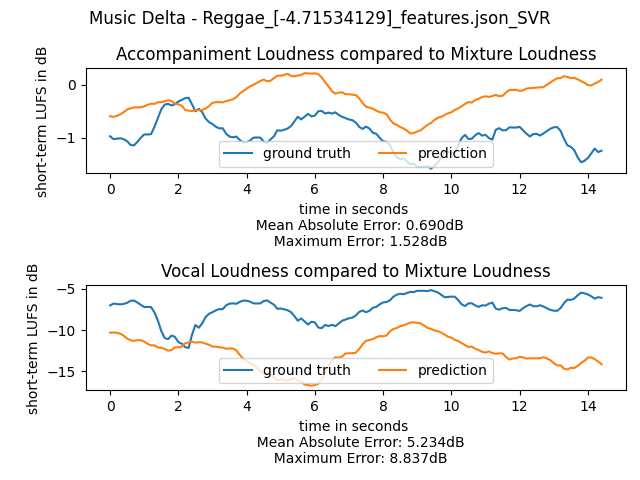 Music Delta - Reggae_[-4.71534129]_features.json_SVR
Accompaniment Loudness compared to Mixture Loudness
short-term LUFS in dB
0
−1
ground truth
prediction
0
2
4
6
8
10
12
14
time in seconds
Mean Absolute Error: 0.690dB
Maximum Error: 1.528dB
Vocal Loudness compared to Mixture Loudness
short-term LUFS in dB
−5
−10
−15
ground truth
prediction
0
2
4
6
8
10
12
14
time in seconds
Mean Absolute Error: 5.234dB
Maximum Error: 8.837dB